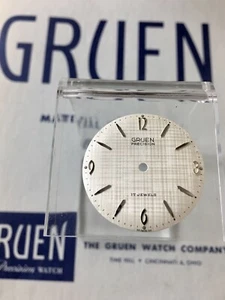 GRUEN
MATERIAL
12
GRUEN
PRECISION
9
3
17 JEWELS
6
GRUEN
Precision Watch
THE GRUEN WATCH COMPANY
TIME HILL • CINCINNATI 6, OHIO